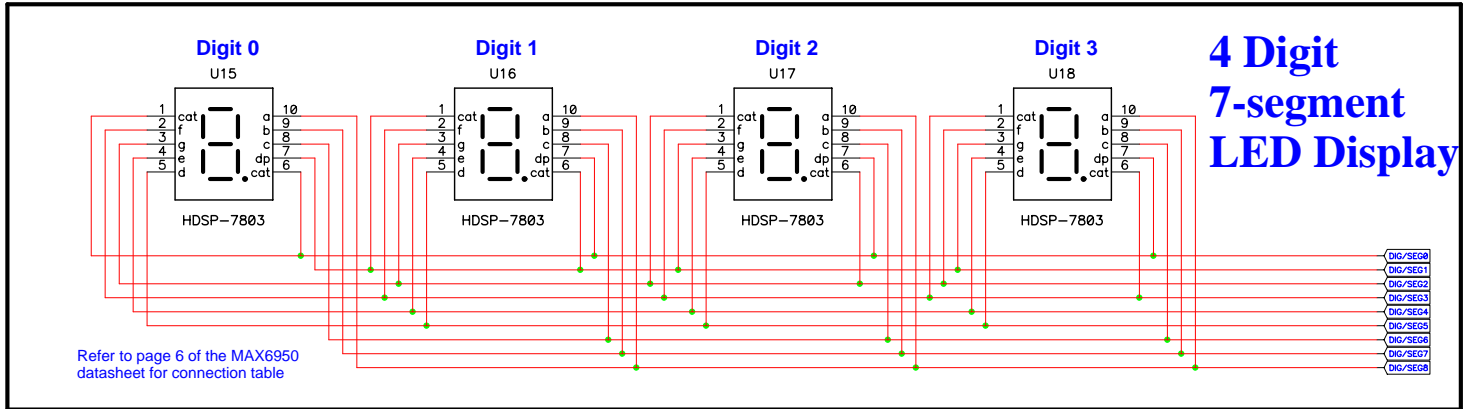 Digit 0
U15
1
2
3
4
5
cat
f
g
e
d
a
b
c
dp
cat
10
9
8
7
6
HDSP-7803
Digit 1
U16
1
2
3
4
5
cat
f
g
e
d
a
b
c
dp
cat
10
9
8
7
6
HDSP-7803
Digit 2
U17
1
2
3
4
5
cat
f
g
e
d
a
b
c
dp
cat
10
9
8
7
6
HDSP-7803
Digit 3
U18
1
2
3
4
5
cat
f
g
e
d
a
b
c
dp
cat
10
9
8
7
6
HDSP-7803
4 Digit
7-segment
LED Display
DIG/SEG0
DIG/SEG1
DIG/SEG2
DIG/SEG3
DIG/SEG4
DIG/SEG5
DIG/SEG6
DIG/SEG7
DIG/SEG8
Refer to page 6 of the MAX6950
datasheet for connection table